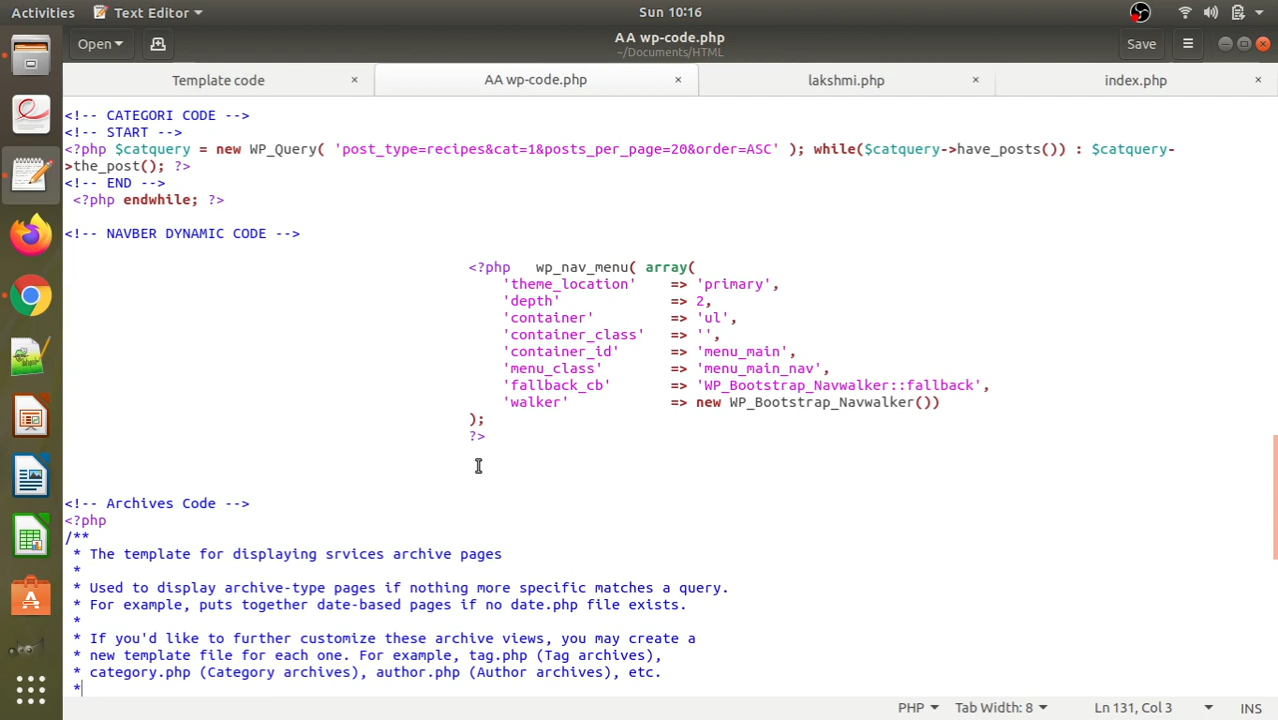 Activities Text Editor Sun 10:16
Open AA wp-code.php Save
~/Documents/HTML
Template code × AA wp-code.php × lakshmi.php × index.php ×
<!-- CATEGORI CODE -->
<!-- START -->
<?php $catquery = new WP_Query( 'post_type=recipes&cat=1&posts_per_page=20&order=ASC' ); while($catquery->have_posts()) : $catquery-
>the_post(); ?>
<!-- END -->
<?php endwhile; ?>
<!-- NAVBER DYNAMIC CODE -->
<?php wp_nav_menu( array(
'theme_location' => 'primary',
'depth' => 2,
'container' => 'ul',
'container_class' => '',
'container_id' => 'menu_main',
'menu_class' => 'menu_main_nav',
'fallback_cb' => 'WP_Bootstrap_Navwalker::fallback',
'walker' => new WP_Bootstrap_Navwalker())
);
?>
<!-- Archives Code -->
<?php
/**
* The template for displaying srvices archive pages
*
* Used to display archive-type pages if nothing more specific matches a query.
* For example, puts together date-based pages if no date.php file exists.
*
* If you'd like to further customize these archive views, you may create a
* new template file for each one. For example, tag.php (Tag archives),
* category.php (Category archives), author.php (Author archives), etc.
*
PHP Tab Width: 8 Ln 131, Col 3 INS